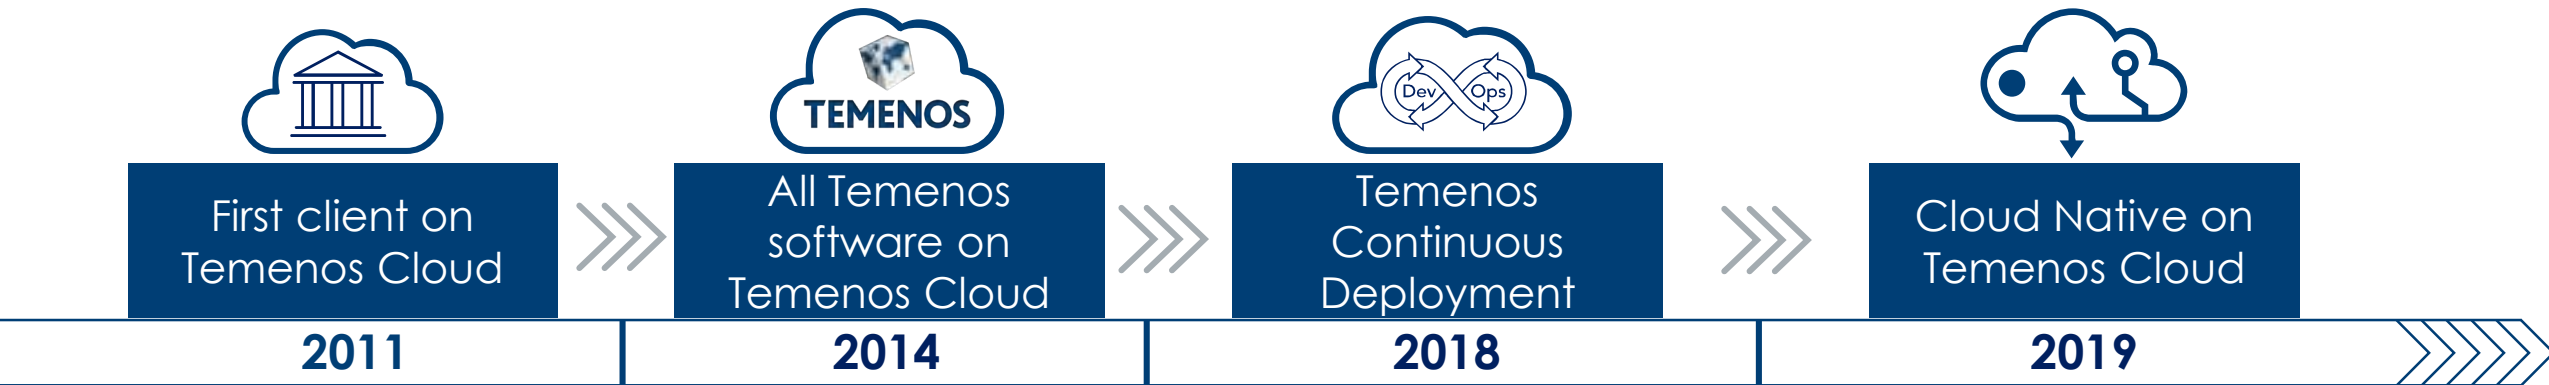 TEMENOS
Dev Ops
First client on
Temenos Cloud
All Temenos
software on
Temenos Cloud
Temenos
Continuous
Deployment
Cloud Native on
Temenos Cloud
2011
2014
2018
2019